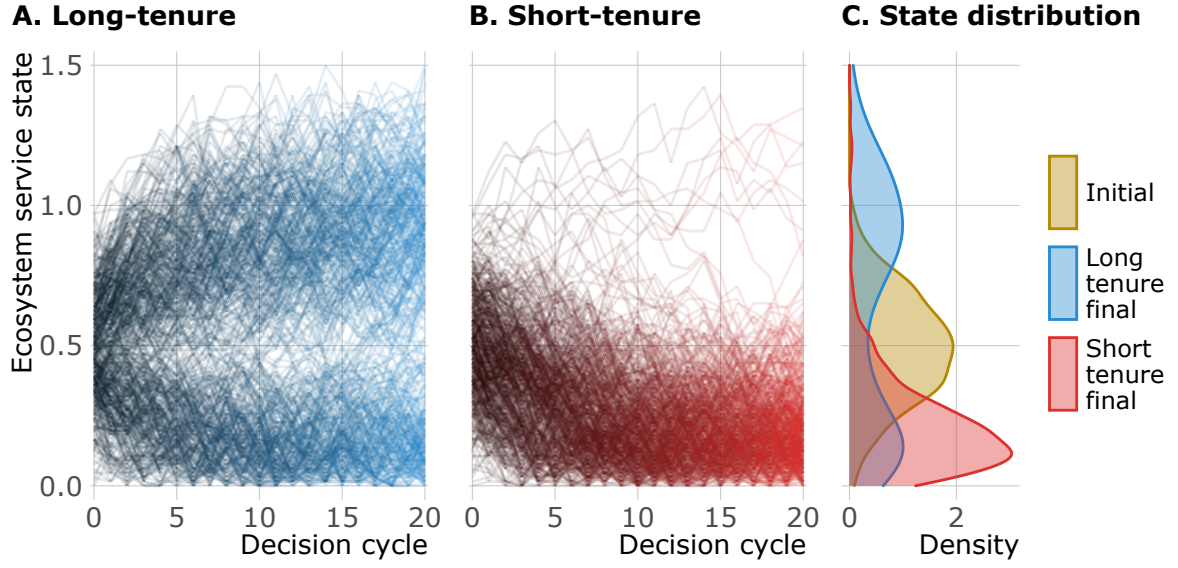 A. Long-tenure
B. Short-tenure
C. State distribution
Ecosystem service state
1.5
1.0
0.5
0.0
0
5
10
15
20
Decision cycle
0
5
10
15
20
Decision cycle
0
2
Density
Initial
Long
tenure
final
Short
tenure
final